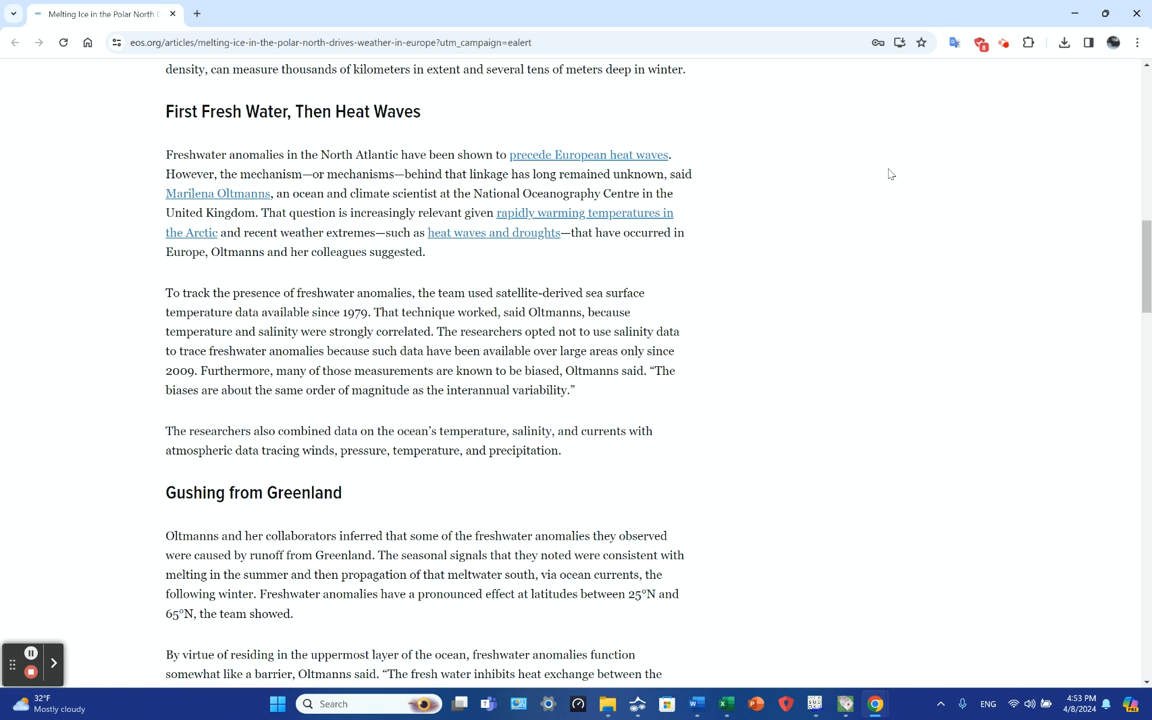 Melting Ice in the Polar North E
eos.org/articles/melting-ice-in-the-polar-north-drives-weather-in-europe?utm_campaign=ealert
8
density, can measure thousands of kilometers in extent and several tens of meters deep in winter.
First Fresh Water, Then Heat Waves
Freshwater anomalies in the North Atlantic have been shown to precede European heat waves.
However, the mechanism—or mechanisms—behind that linkage has long remained unknown, said
Marilena Oltmanns, an ocean and climate scientist at the National Oceanography Centre in the
United Kingdom. That question is increasingly relevant given rapidly warming temperatures in
the Arctic and recent weather extremes—such as heat waves and droughts—that have occurred in
Europe, Oltmanns and her colleagues suggested.
To track the presence of freshwater anomalies, the team used satellite-derived sea surface
temperature data available since 1979. That technique worked, said Oltmanns, because
temperature and salinity were strongly correlated. The researchers opted not to use salinity data
to trace freshwater anomalies because such data have been available over large areas only since
2009. Furthermore, many of those measurements are known to be biased, Oltmanns said. “The
biases are about the same order of magnitude as the interannual variability.”
The researchers also combined data on the ocean’s temperature, salinity, and currents with
atmospheric data tracing winds, pressure, temperature, and precipitation.
Gushing from Greenland
Oltmanns and her collaborators inferred that some of the freshwater anomalies they observed
were caused by runoff from Greenland. The seasonal signals that they noted were consistent with
melting in the summer and then propagation of that meltwater south, via ocean currents, the
following winter. Freshwater anomalies have a pronounced effect at latitudes between 25°N and
65°N, the team showed.
By virtue of residing in the uppermost layer of the ocean, freshwater anomalies function
somewhat like a barrier, Oltmanns said. “The fresh water inhibits heat exchange between the
32°F
Mostly cloudy
Search
ENG
4:53 PM
4/8/2024